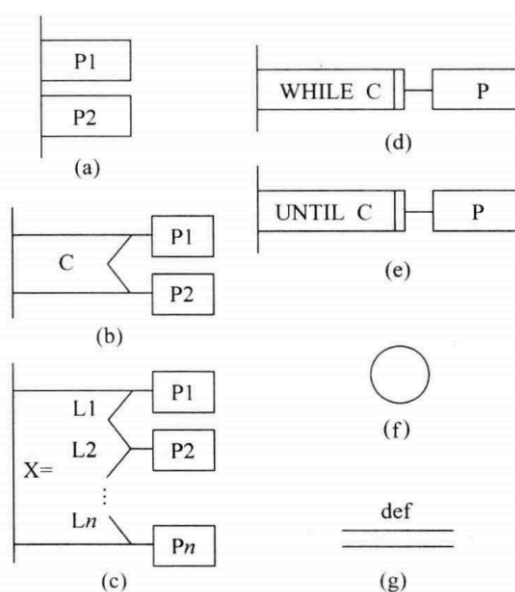 P1
P2
(a)
C
P1
P2
(b)
X=
L1
L2
⋮
Ln
P1
P2
Pn
(c)
WHILE C
P
(d)
UNTIL C
P
(e)
(f)
def
(g)